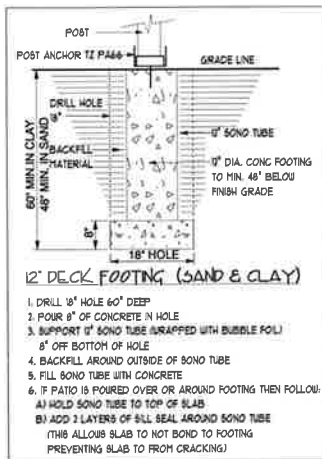 POST
POST ANCHOR TZ PA66
GRADE LINE
DRILL HOLE
18"
12" SONO TUBE
BACKFILL
MATERIAL
12" DIA. CONC FOOTING
TO MIN. 48" BELOW
FINISH GRADE
60" MIN. IN CLAY
48" MIN. IN SAND
8"
18" HOLE
12" DECK FOOTING (SAND & CLAY)
1. DRILL 18" HOLE 60" DEEP
2. POUR 8" OF CONCRETE IN HOLE
3. SUPPORT 12" SONO TUBE (WRAPPED WITH BUBBLE FOIL)
8" OFF BOTTOM OF HOLE
4. BACKFILL AROUND OUTSIDE OF SONO TUBE
5. FILL SONO TUBE WITH CONCRETE
6. IF PATIO IS POURED OVER OR AROUND FOOTING THEN FOLLOW:
A) HOLD SONO TUBE TO TOP OF SLAB
B) ADD 2 LAYERS OF SILL SEAL AROUND SONO TUBE
(THIS ALLOWS SLAB TO NOT BOND TO FOOTING
PREVENTING SLAB TO FROM CRACKING)